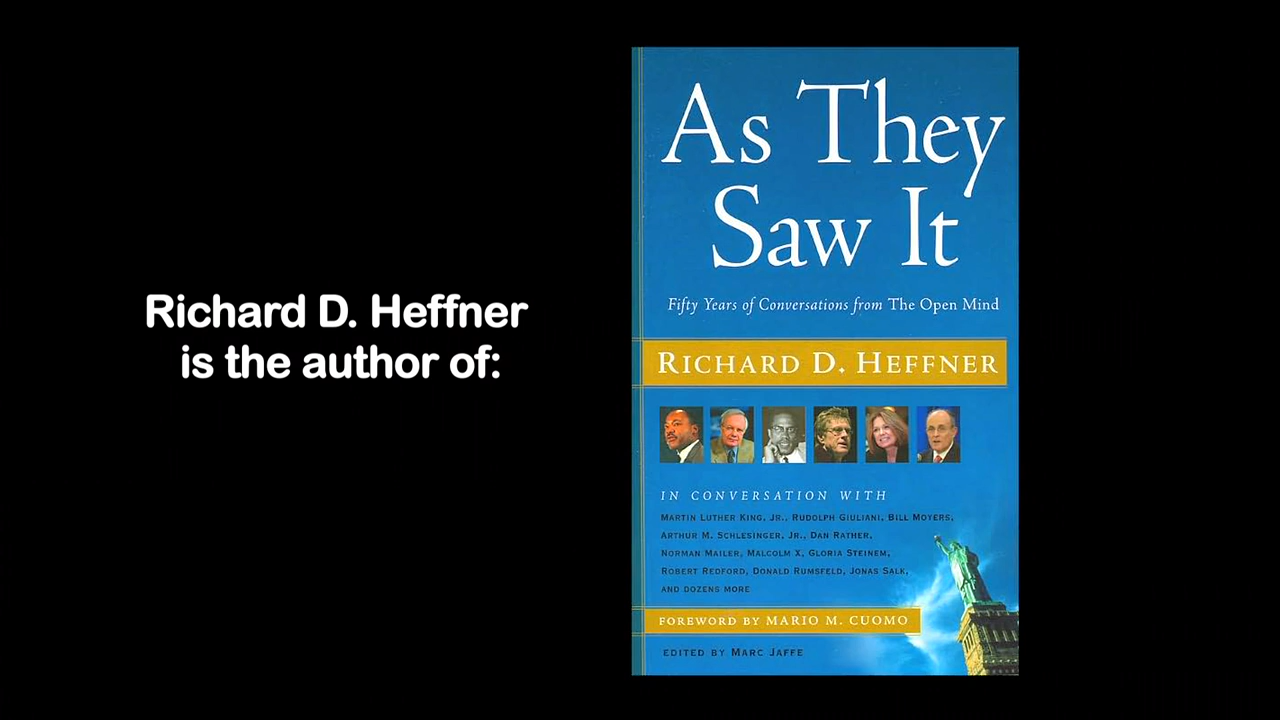 Richard D. Heffner
is the author of:
As They
Saw It
Fifty Years of Conversations from The Open Mind
RICHARD D. HEFFNER
IN CONVERSATION WITH
MARTIN LUTHER KING, JR., RUDOLPH GIULIANI, BILL MOYERS,
ARTHUR M. SCHLESINGER, JR., DAN RATHER,
NORMAN MAILER, MALCOLM X, GLORIA STEINEM,
ROBERT REDFORD, DONALD RUMSFELD, JONAS SALK,
AND DOZENS MORE
FOREWORD BY MARIO M. CUOMO
EDITED BY MARC JAFFE